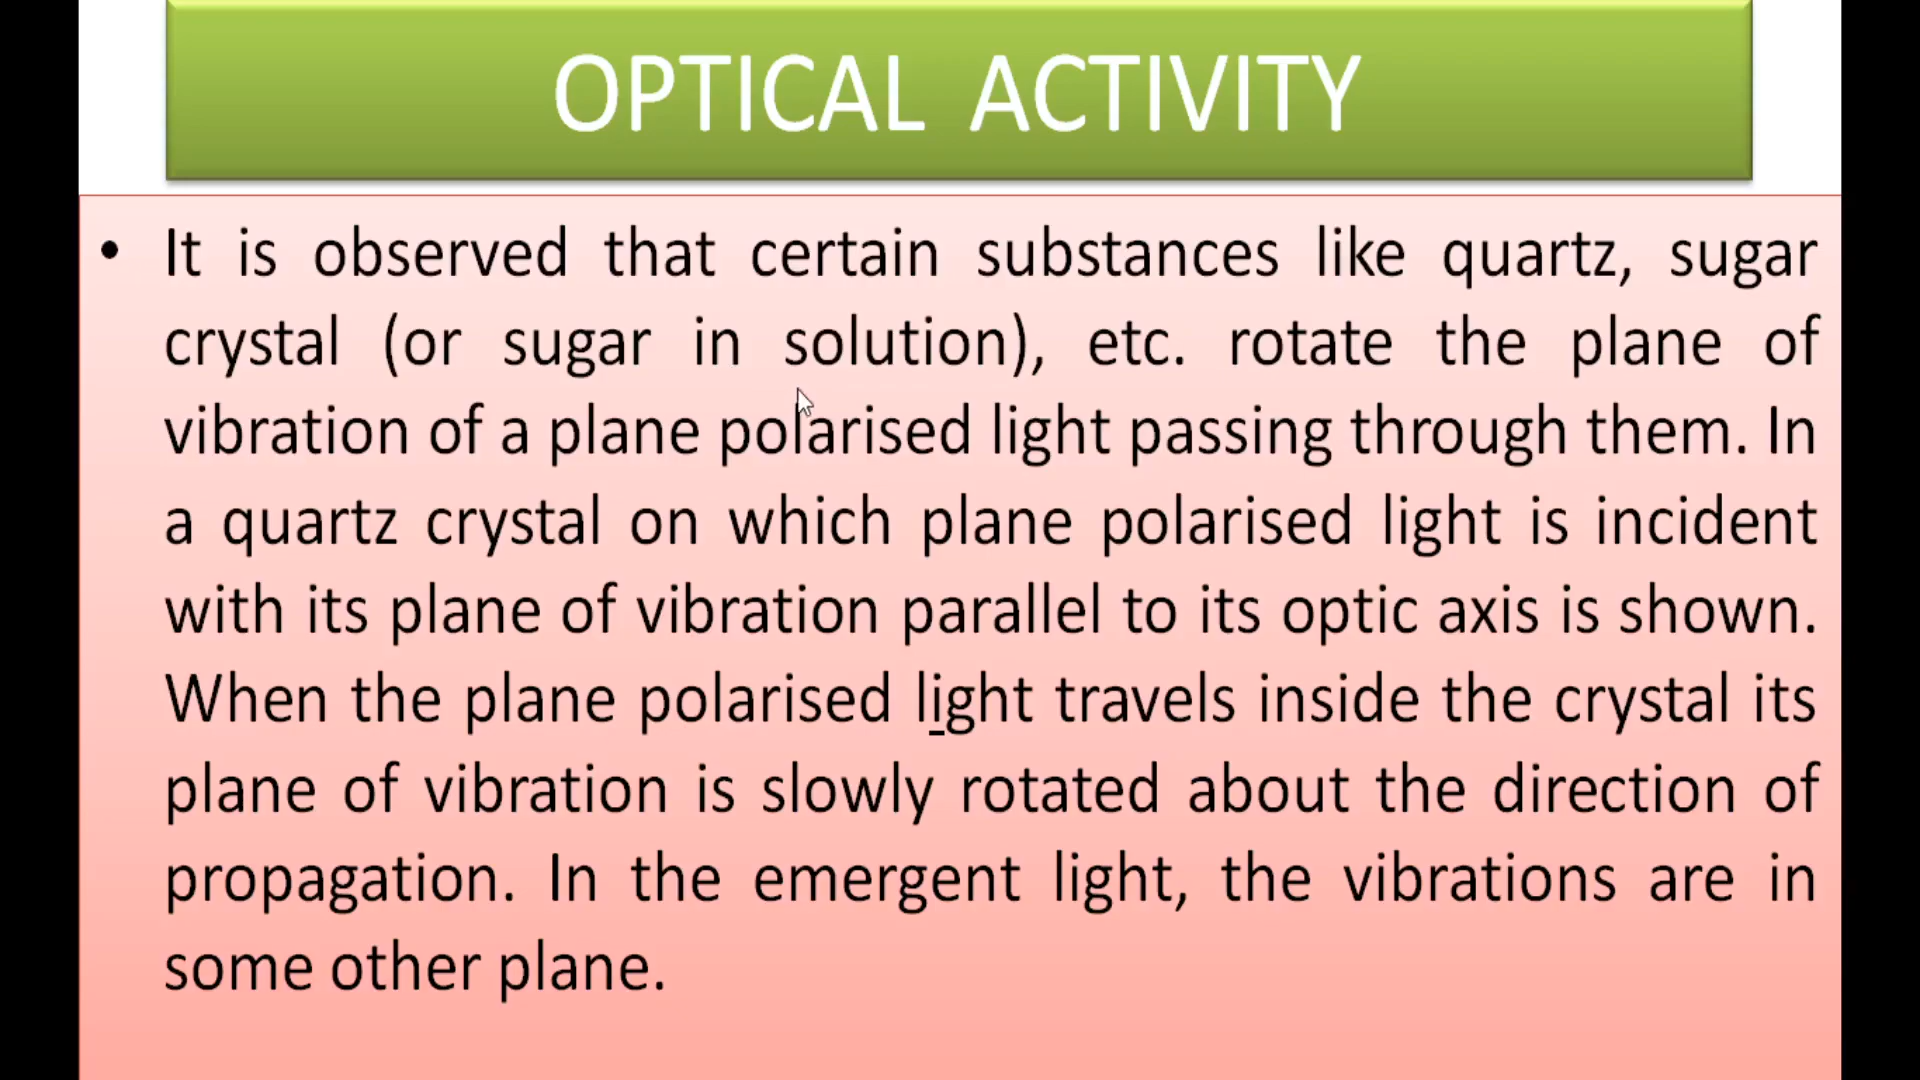 OPTICAL ACTIVITY
• It is observed that certain substances like quartz, sugar
crystal (or sugar in solution), etc. rotate the plane of
vibration of a plane polarised light passing through them. In
a quartz crystal on which plane polarised light is incident
with its plane of vibration parallel to its optic axis is shown.
When the plane polarised light travels inside the crystal its
plane of vibration is slowly rotated about the direction of
propagation. In the emergent light, the vibrations are in
some other plane.